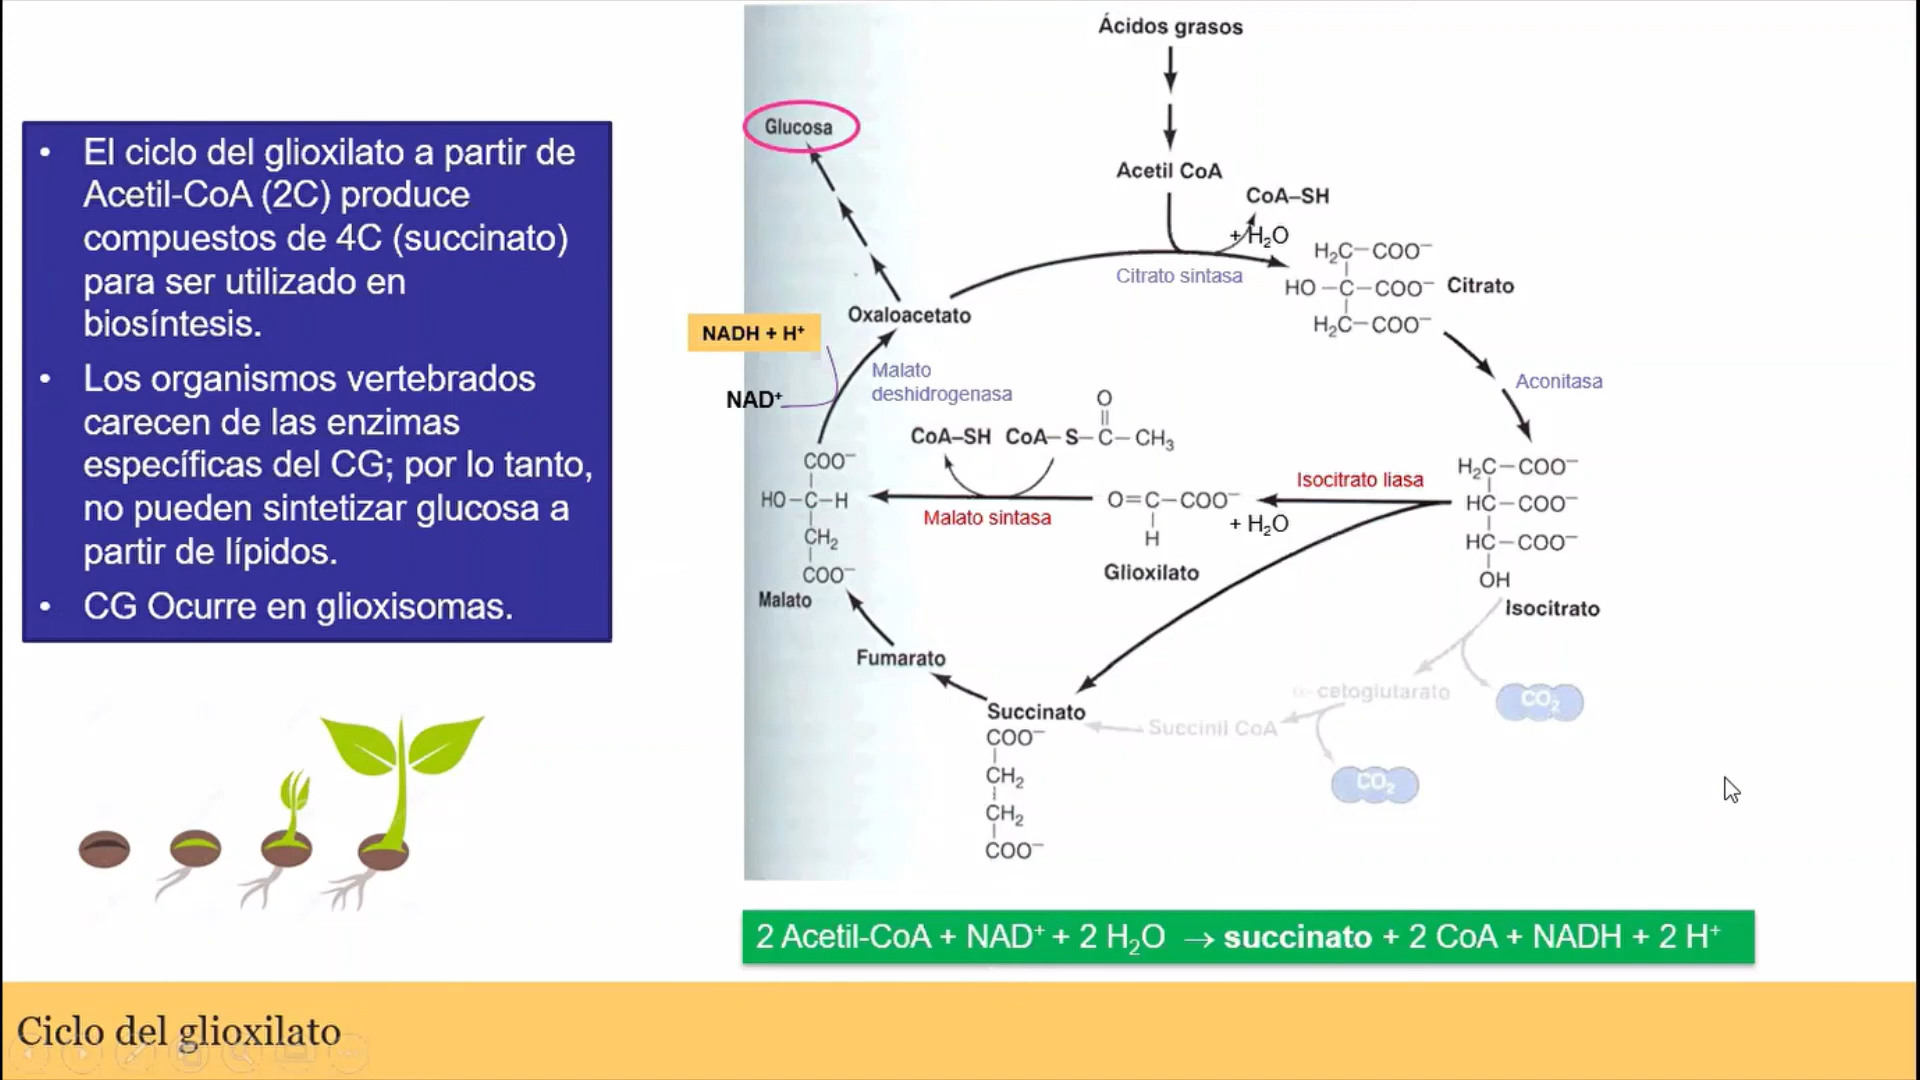 • El ciclo del glioxilato a partir de
Acetil-CoA (2C) produce
compuestos de 4C (succinato)
para ser utilizado en
biosíntesis.
• Los organismos vertebrados
carecen de las enzimas
específicas del CG; por lo tanto,
no pueden sintetizar glucosa a
partir de lípidos.
• CG Ocurre en glioxisomas.
Ácidos grasos
Glucosa
Acetil CoA
CoA–SH
+ H₂O
Citrato sintasa
H₂C–COO⁻
HO–C–COO⁻ Citrato
H₂C–COO⁻
Oxaloacetato
NADH + H⁺
NAD⁺
Malato
deshidrogenasa
Aconitasa
O
CoA–SH CoA–S–C–CH₃
COO⁻
HO–C–H
CH₂
COO⁻
Malato
Malato sintasa
O=C–COO⁻
H
Glioxilato
Isocitrato liasa
+ H₂O
H₂C–COO⁻
HC–COO⁻
HC–COO⁻
OH
Isocitrato
Fumarato
α-cetoglutarato
CO₂
Succinil CoA
CO₂
Succinato
COO⁻
CH₂
CH₂
COO⁻
2 Acetil-CoA + NAD⁺ + 2 H₂O → succinato + 2 CoA + NADH + 2 H⁺
Ciclo del glioxilato